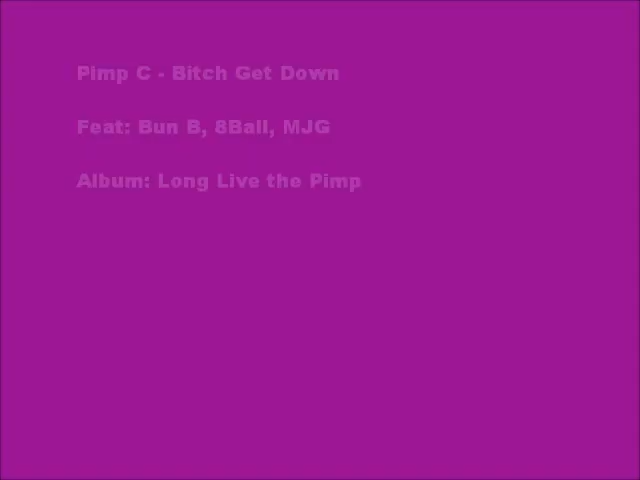 Pimp C - Bitch Get Down
Feat: Bun B, 8Ball, MJG
Album: Long Live the Pimp